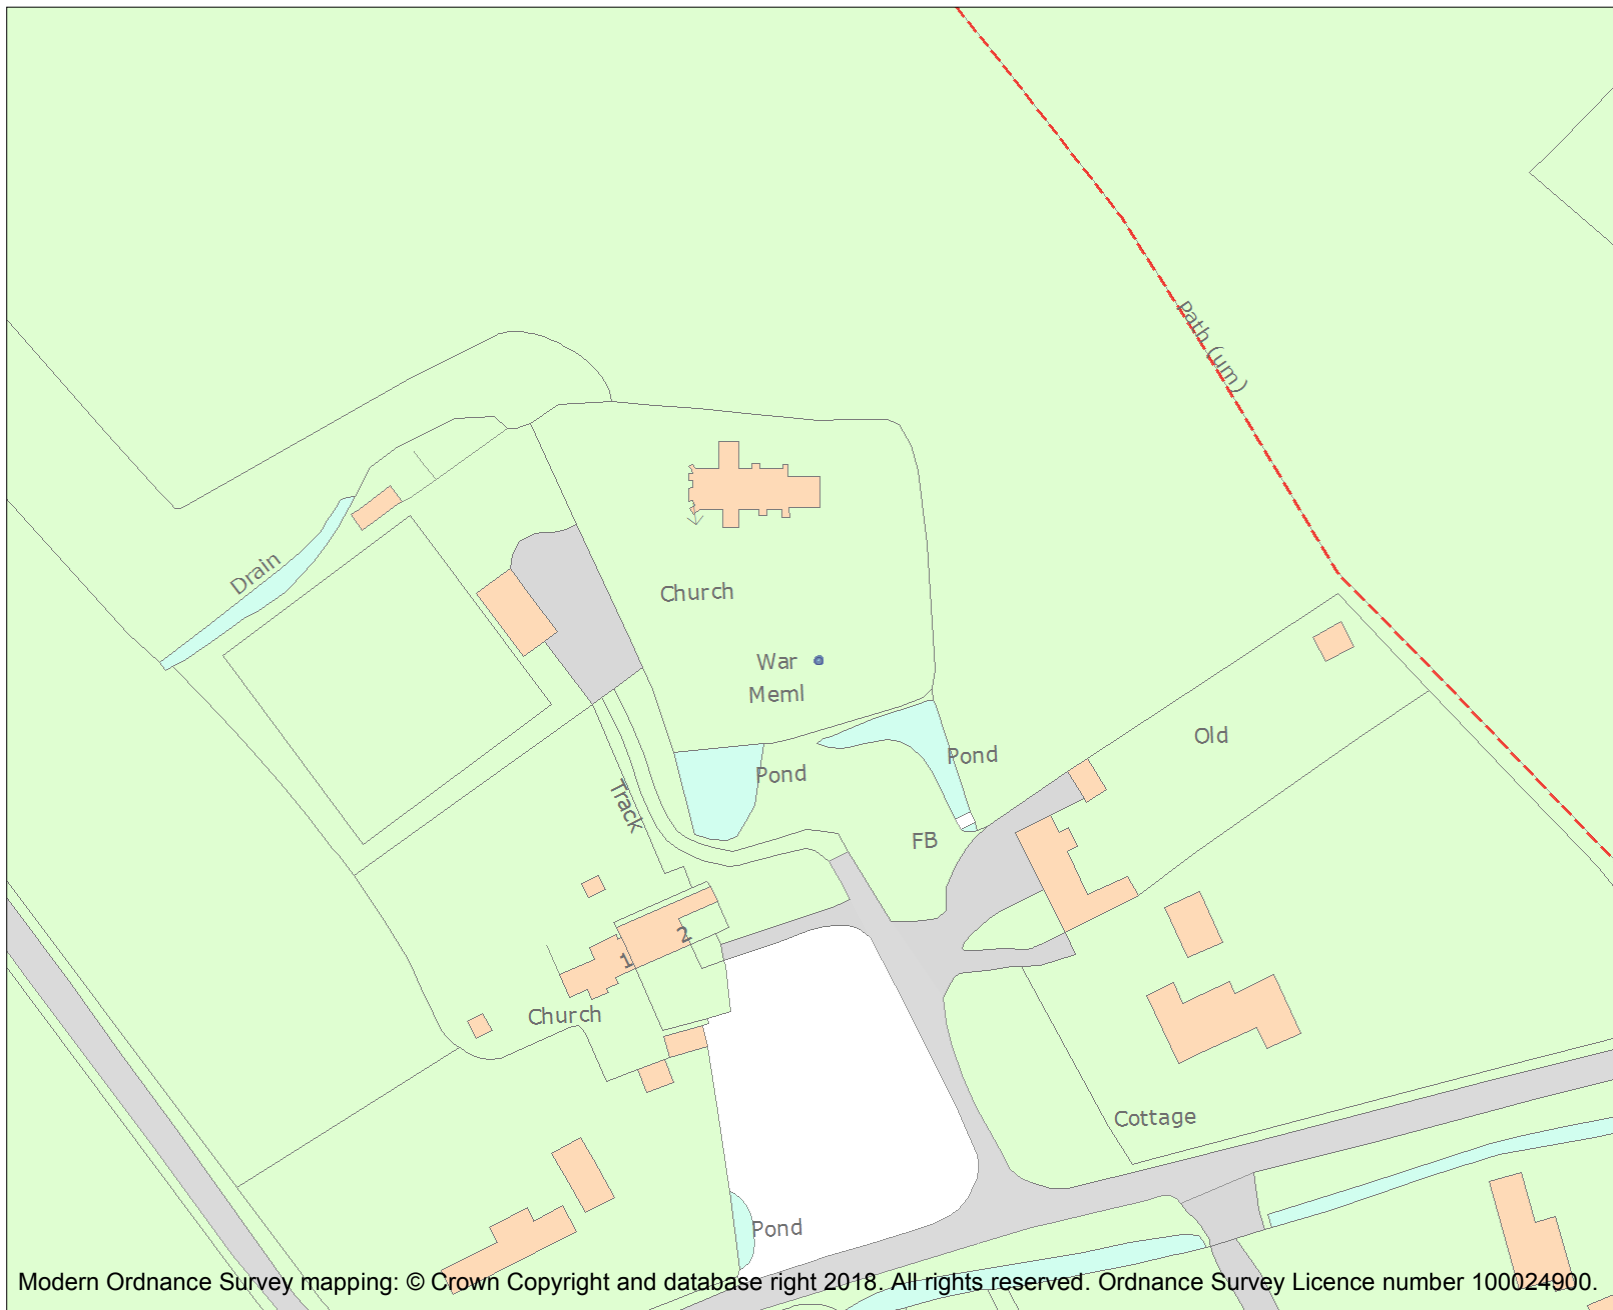 Path (um)
Drain
Church
War
Meml
Old
Pond
Pond
Track
FB
2
1
Church
Cottage
Pond
Modern Ordnance Survey mapping: © Crown Copyright and database right 2018. All rights reserved. Ordnance Survey Licence number 100024900.